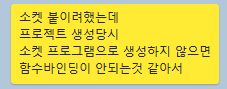 소켓 붙이려했는데
프로젝트 생성당시
소켓 프로그램으로 생성하지 않으면
함수바인딩이 안되는것 같아서